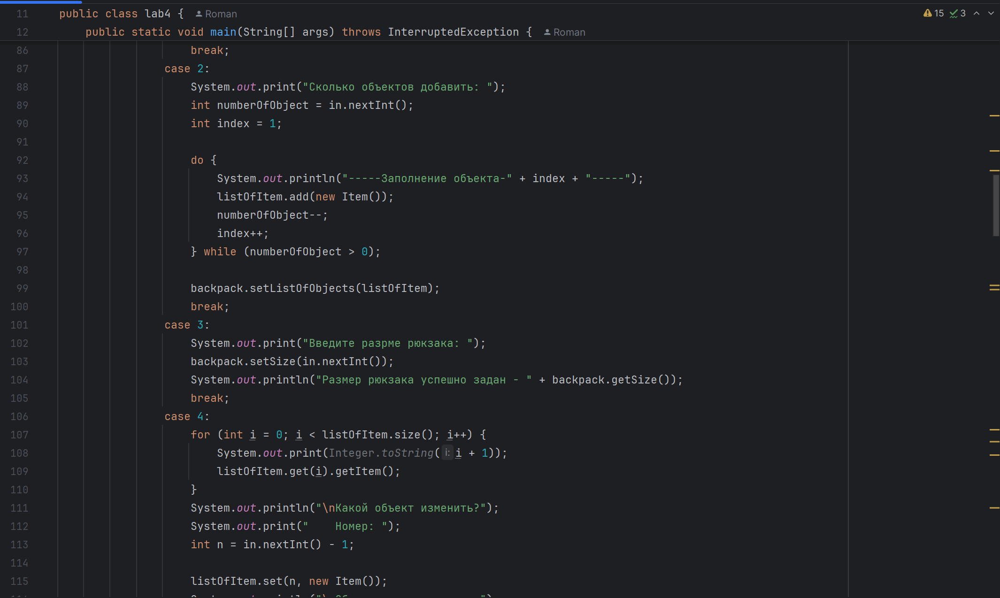 11 public class lab4 { Roman 15 3
12 public static void main(String[] args) throws InterruptedException { Roman
86 break;
87 case 2:
88 System.out.print("Сколько объектов добавить: ");
89 int numberOfObject = in.nextInt();
90 int index = 1;
91
92 do {
93 System.out.println("-----Заполнение объекта-" + index + "-----");
94 listOfItem.add(new Item());
95 numberOfObject--;
96 index++;
97 } while (numberOfObject > 0);
98
99 backpack.setListOfObjects(listOfItem);
100 break;
101 case 3:
102 System.out.print("Введите разрме рюкзака: ");
103 backpack.setSize(in.nextInt());
104 System.out.println("Размер рюкзака успешно задан - " + backpack.getSize());
105 break;
106 case 4:
107 for (int i = 0; i < listOfItem.size(); i++) {
108 System.out.print(Integer.toString( i: i + 1));
109 listOfItem.get(i).getItem();
110 }
111 System.out.println("\nКакой объект изменить?");
112 System.out.print("    Номер: ");
113 int n = in.nextInt() - 1;
114
115 listOfItem.set(n, new Item());